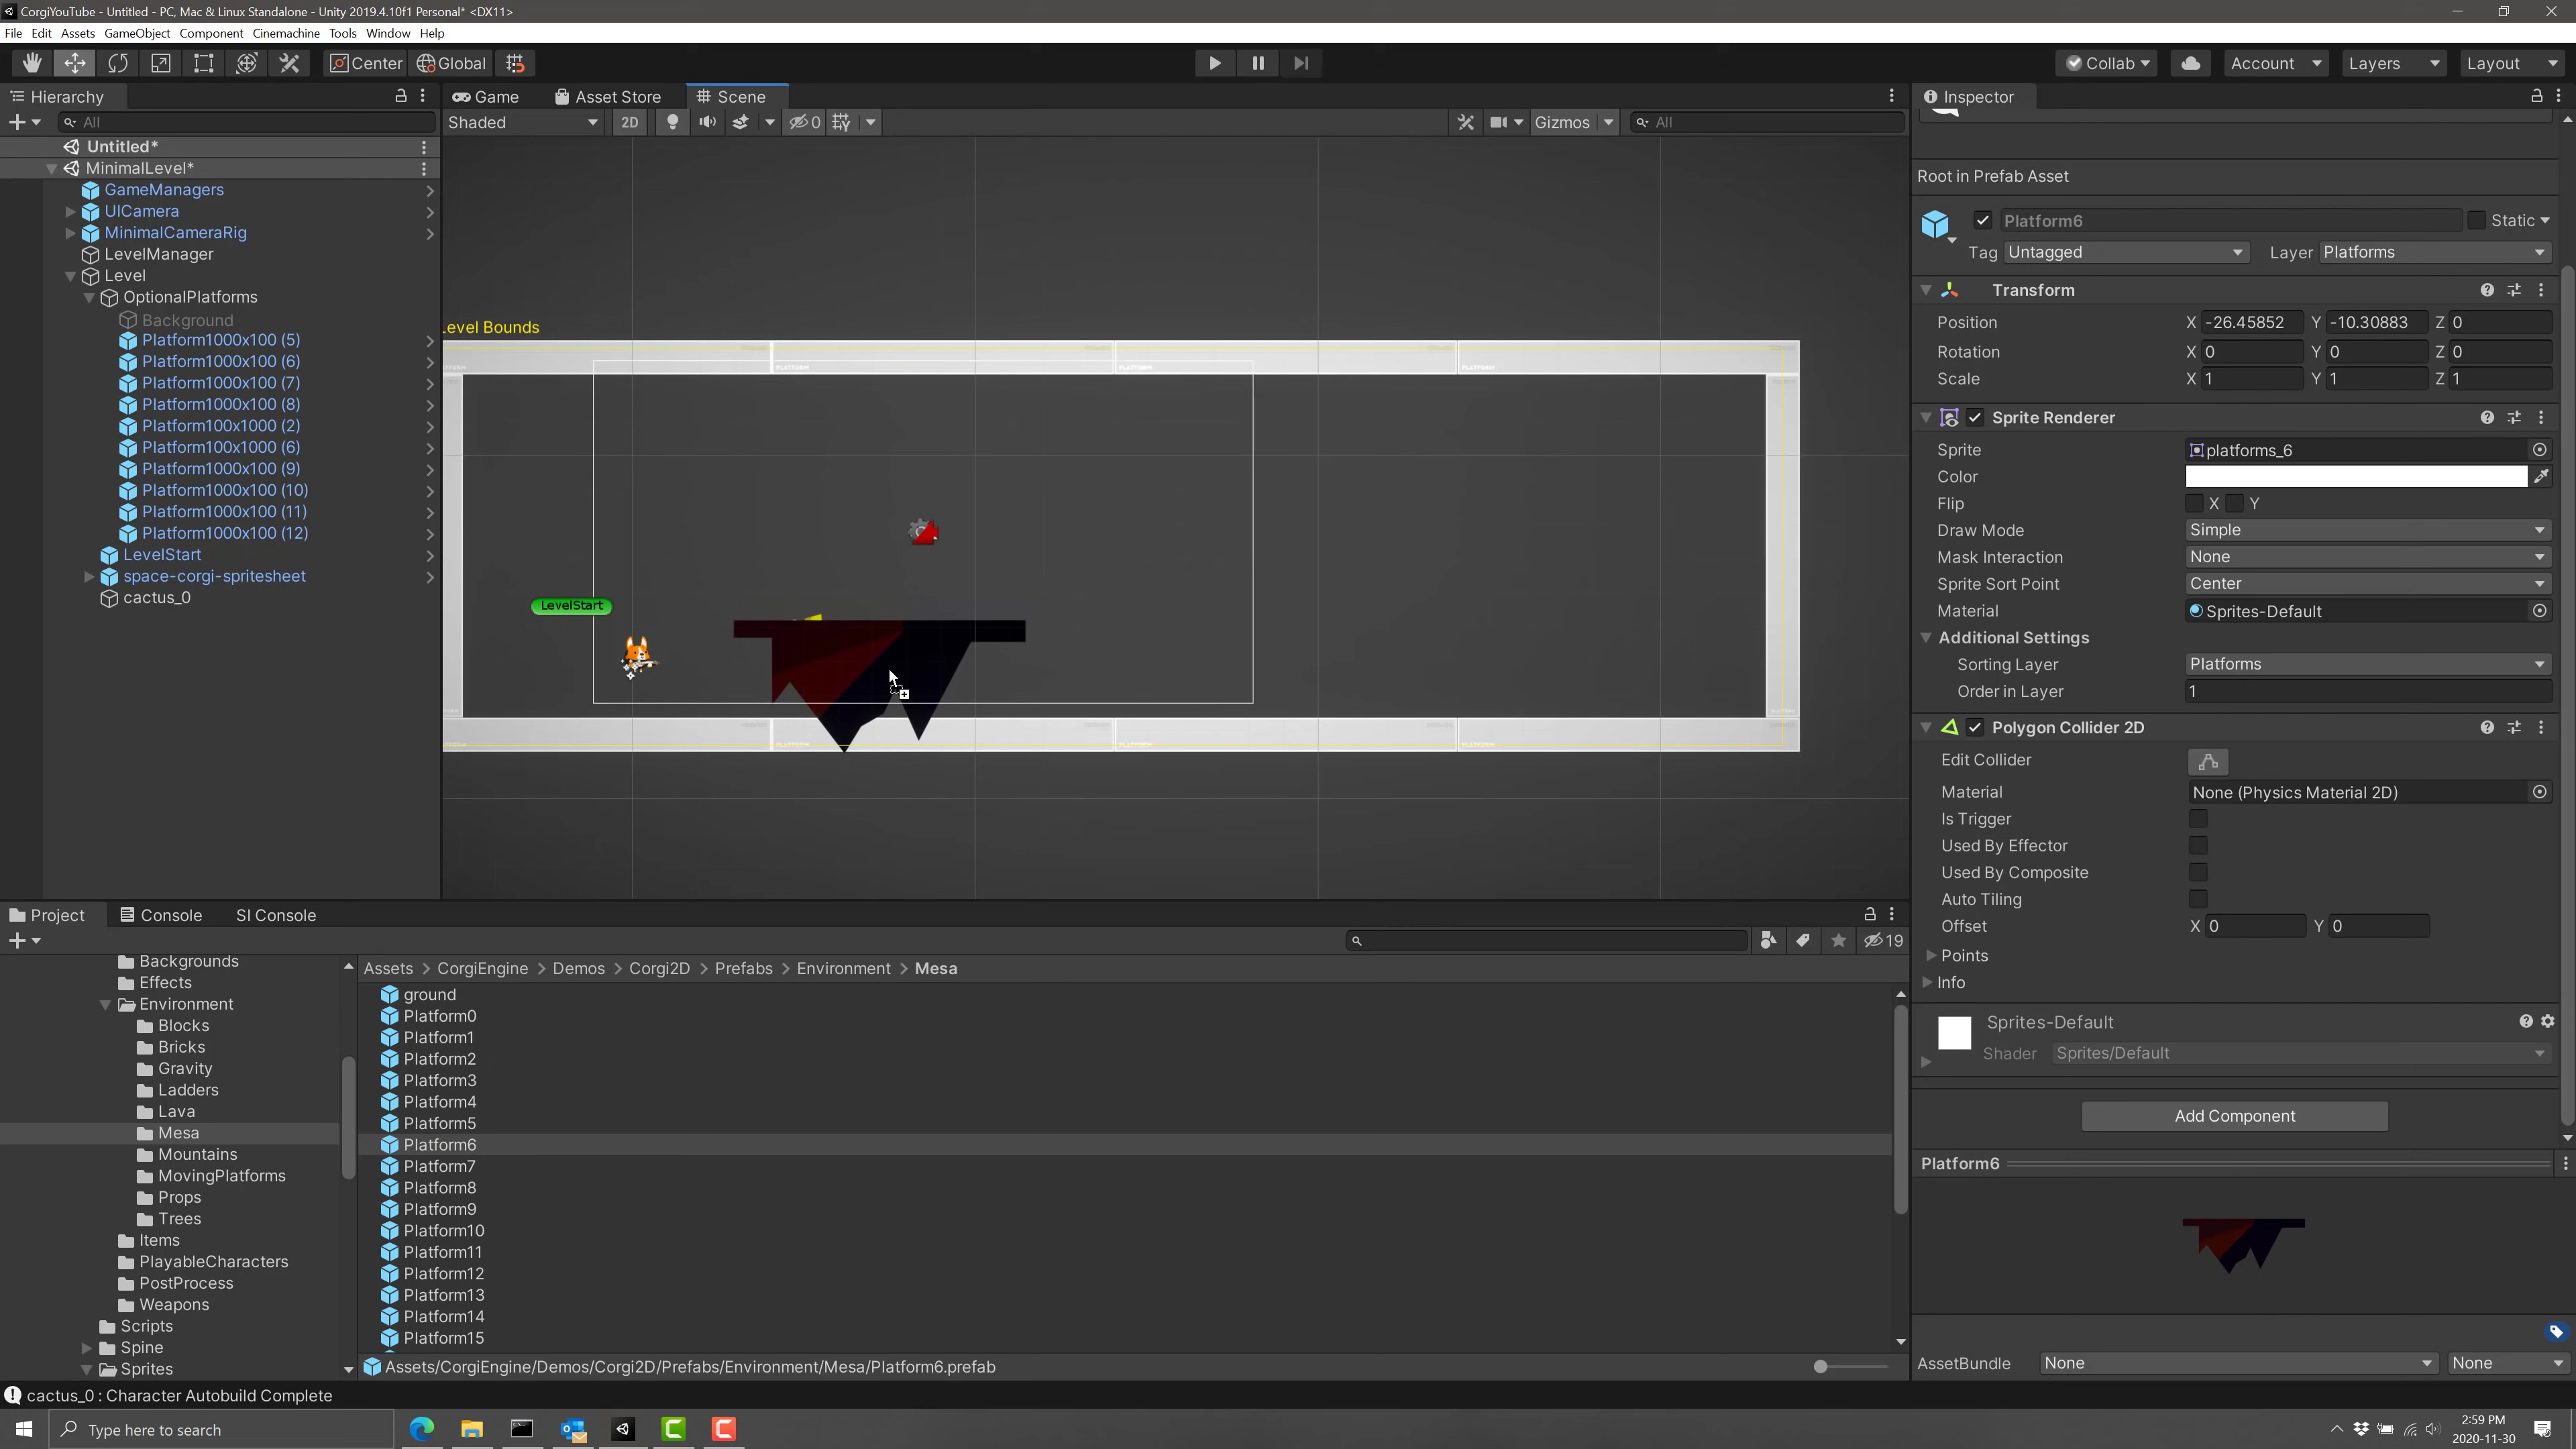 CorgiYouTube - Untitled - PC, Mac & Linux Standalone - Unity 2019.4.10f1 Personal* <DX11>
File Edit Assets GameObject Component Cinemachine Tools Window Help
Center Global Collab Account Layers Layout
Hierarchy
All
Untitled*
MinimalLevel*
GameManagers
UICamera
MinimalCameraRig
LevelManager
Level
OptionalPlatforms
Background
Platform1000x100 (5)
Platform1000x100 (6)
Platform1000x100 (7)
Platform1000x100 (8)
Platform100x1000 (2)
Platform100x1000 (6)
Platform1000x100 (9)
Platform1000x100 (10)
Platform1000x100 (11)
Platform1000x100 (12)
LevelStart
space-corgi-spritesheet
cactus_0
Game Asset Store Scene
Shaded 2D 0 Gizmos All
Level Bounds
PLATFORM PLATFORM PLATFORM
LevelStart
PLATFORM PLATFORM PLATFORM
Inspector
Root in Prefab Asset
Platform6 Static
Tag Untagged Layer Platforms
Transform
Position X -26.45852 Y -10.30883 Z 0
Rotation X 0 Y 0 Z 0
Scale X 1 Y 1 Z 1
Sprite Renderer
Sprite platforms_6
Color
Flip X Y
Draw Mode Simple
Mask Interaction None
Sprite Sort Point Center
Material Sprites-Default
Additional Settings
Sorting Layer Platforms
Order in Layer 1
Polygon Collider 2D
Edit Collider
Material None (Physics Material 2D)
Is Trigger
Used By Effector
Used By Composite
Auto Tiling
Offset X 0 Y 0
Points
Info
Sprites-Default
Shader Sprites/Default
Add Component
Platform6
AssetBundle None None
Project Console SI Console
19
Backgrounds
Effects
Environment
Blocks
Bricks
Gravity
Ladders
Lava
Mesa
Mountains
MovingPlatforms
Props
Trees
Items
PlayableCharacters
PostProcess
Weapons
Scripts
Spine
Sprites
Assets > CorgiEngine > Demos > Corgi2D > Prefabs > Environment > Mesa
ground
Platform0
Platform1
Platform2
Platform3
Platform4
Platform5
Platform6
Platform7
Platform8
Platform9
Platform10
Platform11
Platform12
Platform13
Platform14
Platform15
Assets/CorgiEngine/Demos/Corgi2D/Prefabs/Environment/Mesa/Platform6.prefab
cactus_0 : Character Autobuild Complete
Type here to search
2:59 PM
2020-11-30